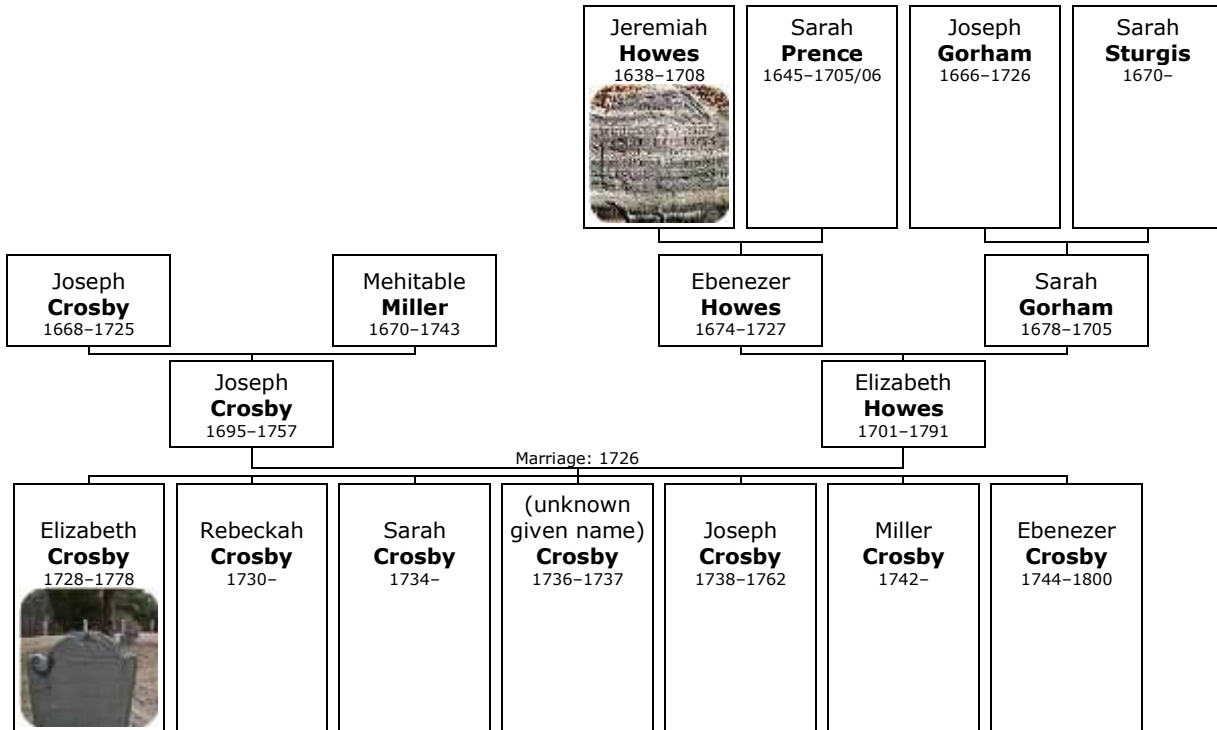 Jeremiah
Howes
1638–1708
Sarah
Prence
1645–1705/06
Joseph
Gorham
1666–1726
Sarah
Sturgis
1670–
Joseph
Crosby
1668–1725
Mehitable
Miller
1670–1743
Ebenezer
Howes
1674–1727
Sarah
Gorham
1678–1705
Joseph
Crosby
1695–1757
Elizabeth
Howes
1701–1791
Marriage: 1726
Elizabeth
Crosby
1728–1778
Rebeckah
Crosby
1730–
Sarah
Crosby
1734–
(unknown
given name)
Crosby
1736–1737
Joseph
Crosby
1738–1762
Miller
Crosby
1742–
Ebenezer
Crosby
1744–1800